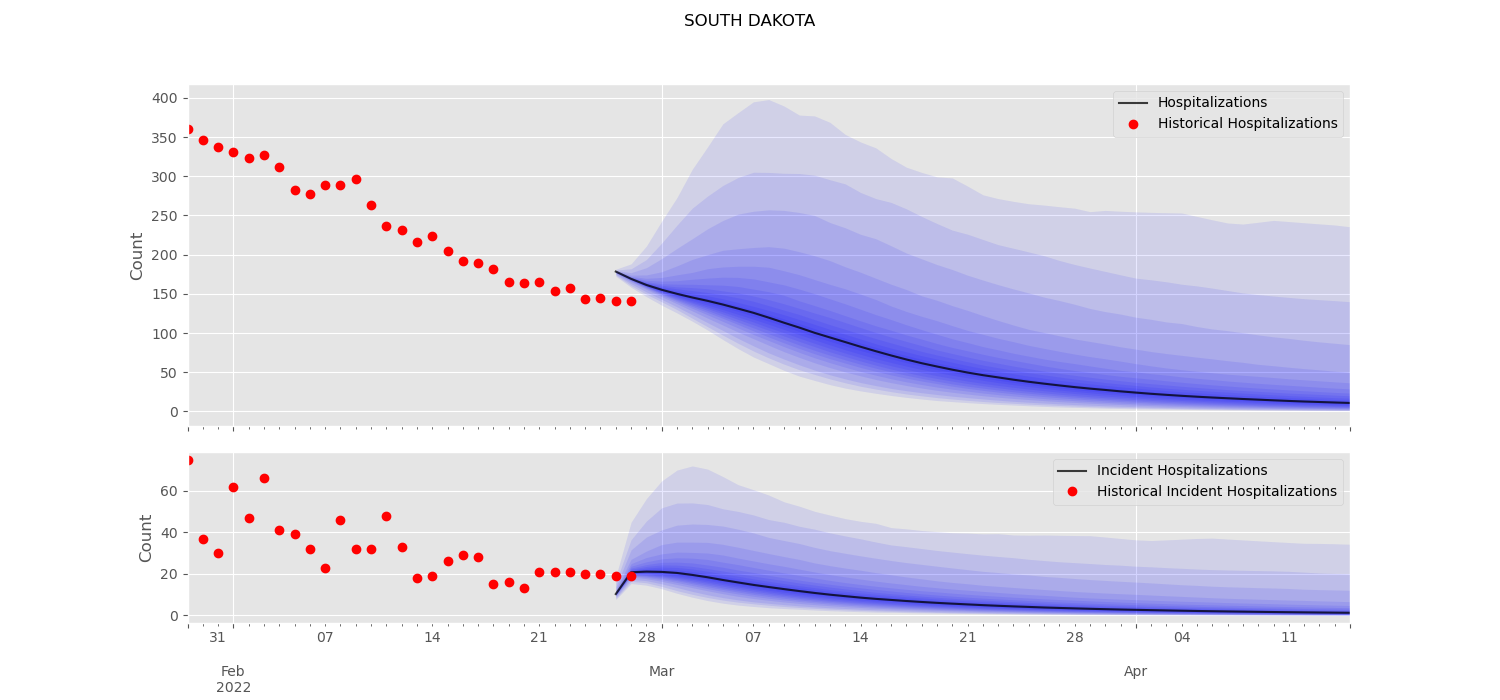 SOUTH DAKOTA
400
350
300
250
200
150
100
50
0
Count
Hospitalizations
Historical Hospitalizations
60
40
20
0
Count
Incident Hospitalizations
Historical Incident Hospitalizations
31 07 14 21 28 07 14 21 28 04 11
Feb Mar Apr
2022